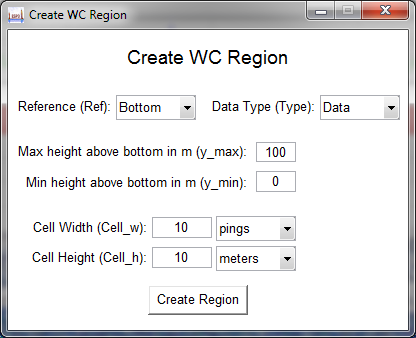 Create WC Region
Create WC Region
Reference (Ref): Bottom Data Type (Type): Data
Max height above bottom in m (y_max): 100
Min height above bottom in m (y_min): 0
Cell Width (Cell_w): 10 pings
Cell Height (Cell_h): 10 meters
Create Region